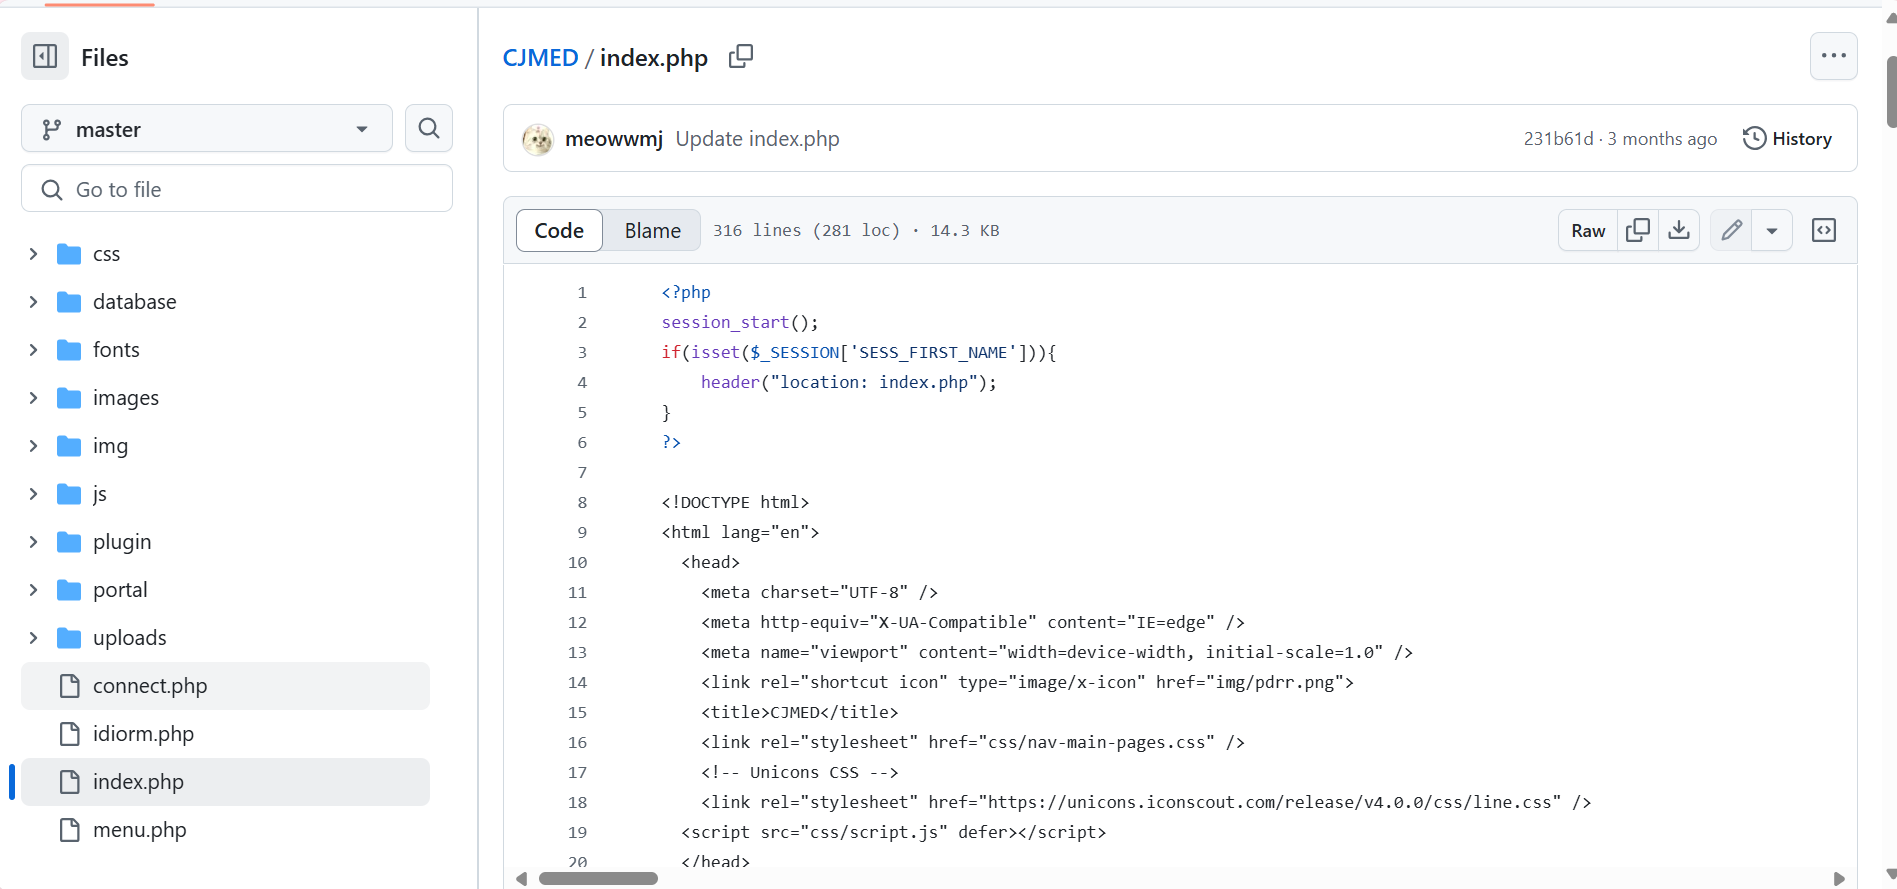 Files
master
Go to file
css
database
fonts
images
img
js
plugin
portal
uploads
connect.php
idiorm.php
index.php
menu.php
CJMED / index.php
meowwmj Update index.php 231b61d · 3 months ago History
Code Blame 316 lines (281 loc) · 14.3 KB Raw
1 <?php
2 session_start();
3 if(isset($_SESSION['SESS_FIRST_NAME'])){
4 header("location: index.php");
5 }
6 ?>
7
8 <!DOCTYPE html>
9 <html lang="en">
10 <head>
11 <meta charset="UTF-8" />
12 <meta http-equiv="X-UA-Compatible" content="IE=edge" />
13 <meta name="viewport" content="width=device-width, initial-scale=1.0" />
14 <link rel="shortcut icon" type="image/x-icon" href="img/pdrr.png">
15 <title>CJMED</title>
16 <link rel="stylesheet" href="css/nav-main-pages.css" />
17 <!-- Unicons CSS -->
18 <link rel="stylesheet" href="https://unicons.iconscout.com/release/v4.0.0/css/line.css" />
19 <script src="css/script.js" defer></script>
20 </head>